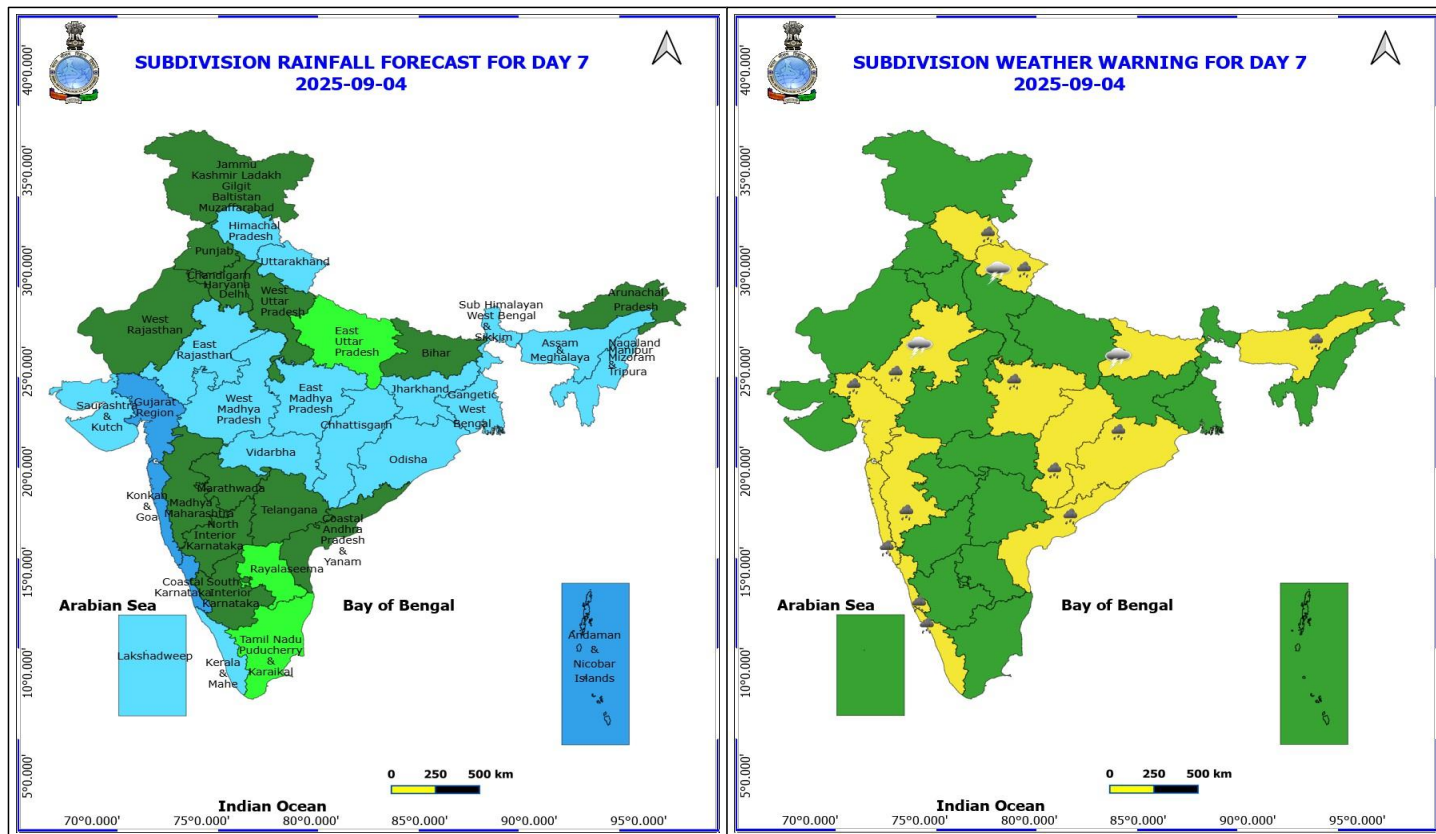 SUBDIVISION RAINFALL FORECAST FOR DAY 7
2025-09-04
40°0.000'
35°0.000'
30°0.000'
25°0.000'
20°0.000'
15°0.000'
10°0.000'
5°0.000'
Jammu
Kashmir Ladakh
Gilgit
Baltistan
Muzaffarabad
Himachal
Pradesh
Punjab
Uttarakhand
Chandigarh
Haryana
Delhi
West
Uttar
Pradesh
West
Rajasthan
East
Rajasthan
East
Uttar
Pradesh
Bihar
Sub Himalayan
West Bengal
&
Sikkim
Arunachal
Pradesh
Assam
&
Meghalaya
Nagaland
Manipur
Mizoram
&
Tripura
Gujarat
Region
Saurashtra
&
Kutch
West
Madhya
Pradesh
East
Madhya
Pradesh
Jharkhand
Gangetic
West
Bengal
Chhattisgarh
Vidarbha
Odisha
Konkan
&
Goa
Madhya
Maharashtra
Marathwada
North
Interior
Karnataka
Telangana
Coastal
Andhra
Pradesh
&
Yanam
Rayalaseema
Coastal
Karnataka
South
Interior
Karnataka
Arabian Sea
Bay of Bengal
Lakshadweep
Kerala
&
Mahe
Tamil Nadu
Puducherry
&
Karaikal
Andaman
&
Nicobar
Islands
0 250 500 km
Indian Ocean
70°0.000' 75°0.000' 80°0.000' 85°0.000' 90°0.000' 95°0.000'
SUBDIVISION WEATHER WARNING FOR DAY 7
2025-09-04
40°0.000'
35°0.000'
30°0.000'
25°0.000'
20°0.000'
15°0.000'
10°0.000'
5°0.000'
Arabian Sea
Bay of Bengal
0 250 500 km
Indian Ocean
70°0.000' 75°0.000' 80°0.000' 85°0.000' 90°0.000' 95°0.000'